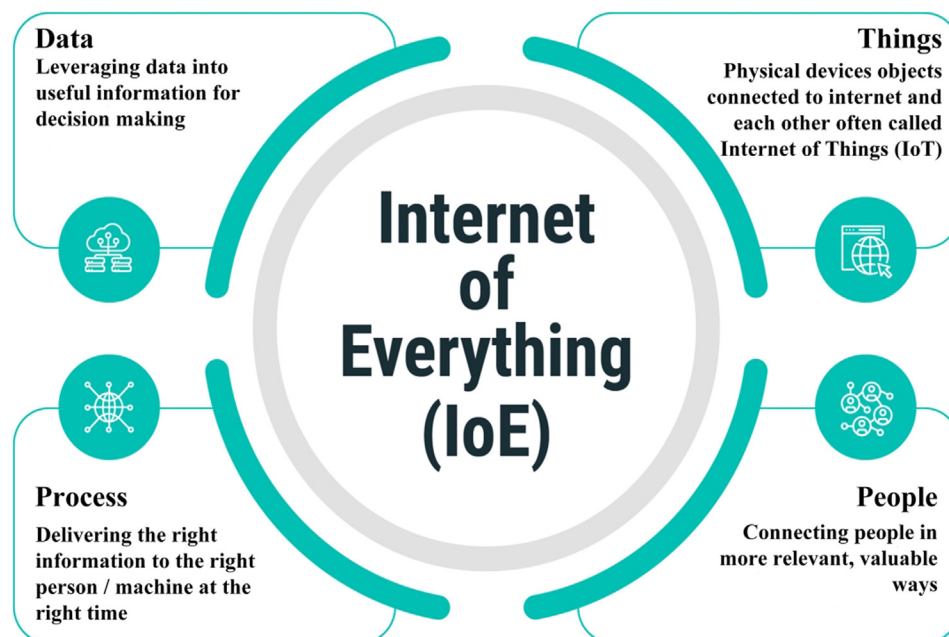 Data
Leveraging data into
useful information for
decision making
Things
Physical devices objects
connected to internet and
each other often called
Internet of Things (IoT)
Internet
of
Everything
(IoE)
Process
Delivering the right
information to the right
person / machine at the
right time
People
Connecting people in
more relevant, valuable
ways